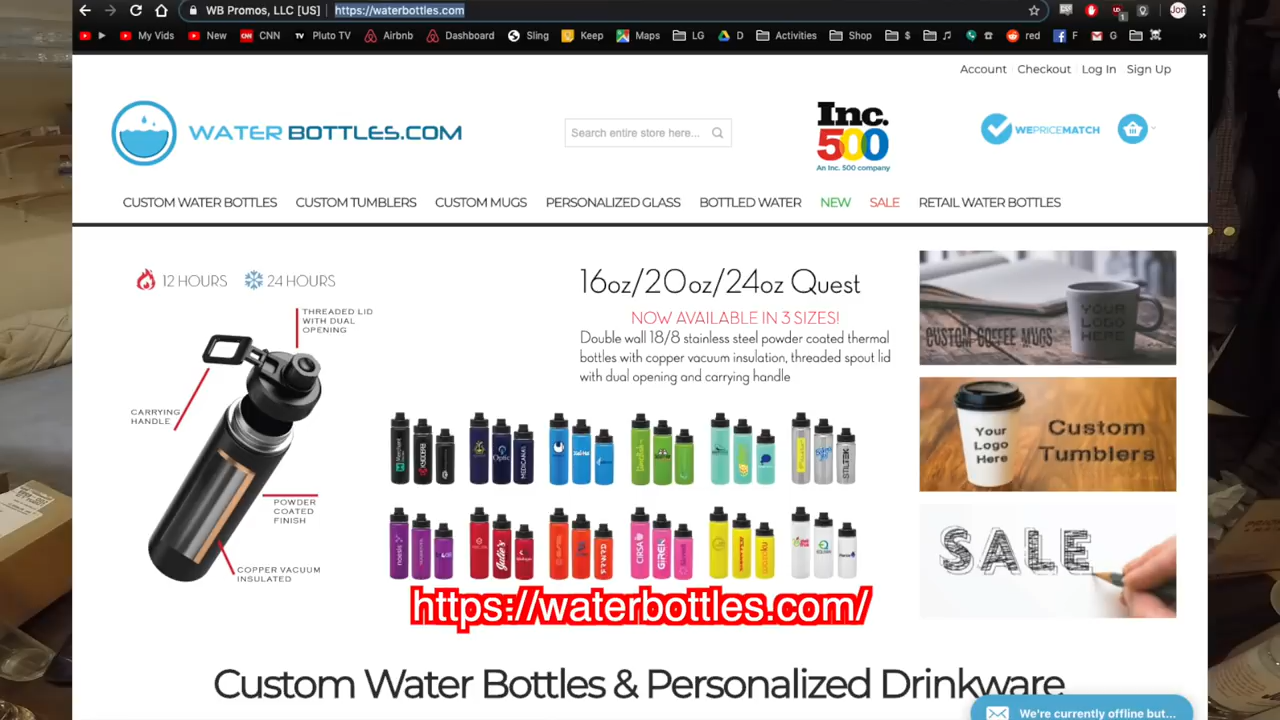 WB Promos, LLC [US] https://waterbottles.com
Jon
My Vids New CNN Pluto TV Airbnb Dashboard Sling Keep Maps LG D Activities Shop $ red F G »
Account Checkout Log In Sign Up
WATER BOTTLES.COM
Search entire store here...
Inc.
500
An Inc. 500 company
WEPRICEMATCH
CUSTOM WATER BOTTLES CUSTOM TUMBLERS CUSTOM MUGS PERSONALIZED GLASS BOTTLED WATER NEW SALE RETAIL WATER BOTTLES
12 HOURS 24 HOURS
THREADED LID
WITH DUAL
OPENING
CARRYING
HANDLE
POWDER
COATED
FINISH
COPPER VACUUM
INSULATED
16oz/20oz/24oz Quest
NOW AVAILABLE IN 3 SIZES!
Double wall 18/8 stainless steel powder coated thermal
bottles with copper vacuum insulation, threaded spout lid
with dual opening and carrying handle
YOUR
LOGO
HERE
CUSTOM COFFEE MUGS
Your
Logo
Here
Custom
Tumblers
SALE
https://waterbottles.com/
Custom Water Bottles & Personalized Drinkware
We're currently offline but...